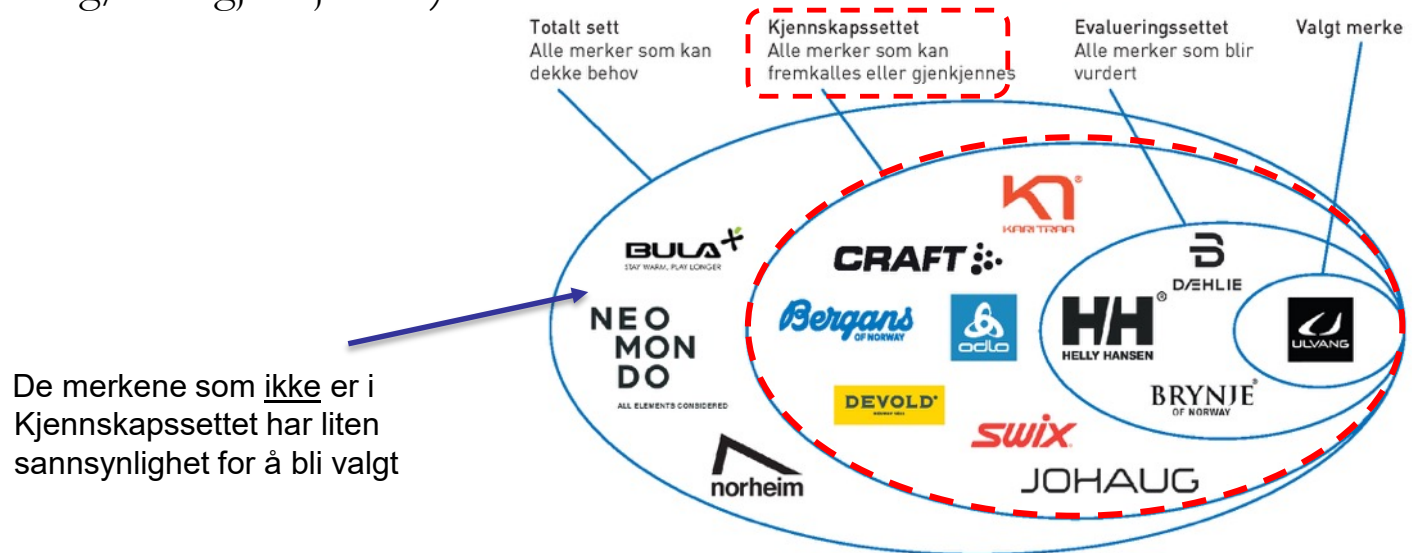 Totalt sett
Alle merker som kan
dekke behov
Kjennskapssettet
Alle merker som kan
fremkalles eller gjenkjennes
Evalueringssettet
Alle merker som blir
vurdert
Valgt merke
KARI TRAA
BULA
STAY WARM, PLAY LONGER
CRAFT
DÆHLIE
NEO
MON
DO
ALL ELEMENTS CONSIDERED
Bergans
OF NORWAY
odlo
HH®
HELLY HANSEN
ULVANG
De merkene som ikke er i
Kjennskapssettet har liten
sannsynlighet for å bli valgt
DEVOLD
BRYNJE
OF NORWAY
swix
norheim
JOHAUG